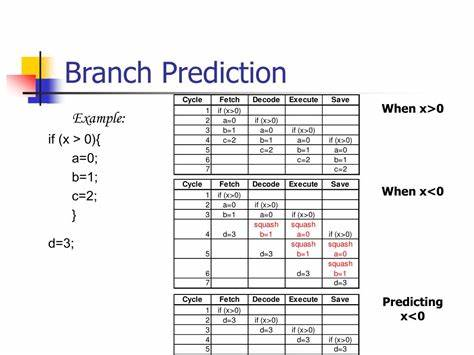 Branch Prediction
Example:
if (x > 0){
a=0;
b=1;
c=2;
}
d=3;
Cycle Fetch Decode Execute Save
1 if (x>0)
2 a=0 if (x>0)
3 b=1 a=0 if (x>0)
4 c=2 b=1 a=0 if (x>0)
5 c=2 b=1 a=0
6 c=2 b=1
7 c=2
When x>0
Cycle Fetch Decode Execute Save
1 if (x>0)
2 a=0 if (x>0)
3 b=1 a=0 if (x>0)
squash squash
4 d=3 b=1 a=0 if (x>0)
squash squash
5 d=3 b=1 a=0
squash
6 d=3 b=1
7 d=3
When x<0
Cycle Fetch Decode Execute Save
1 if (x>0)
2 d=3 if (x>0)
3 d=3 if (x>0)
4 d=3 if (x>0)
5 d=3
Predicting
x<0